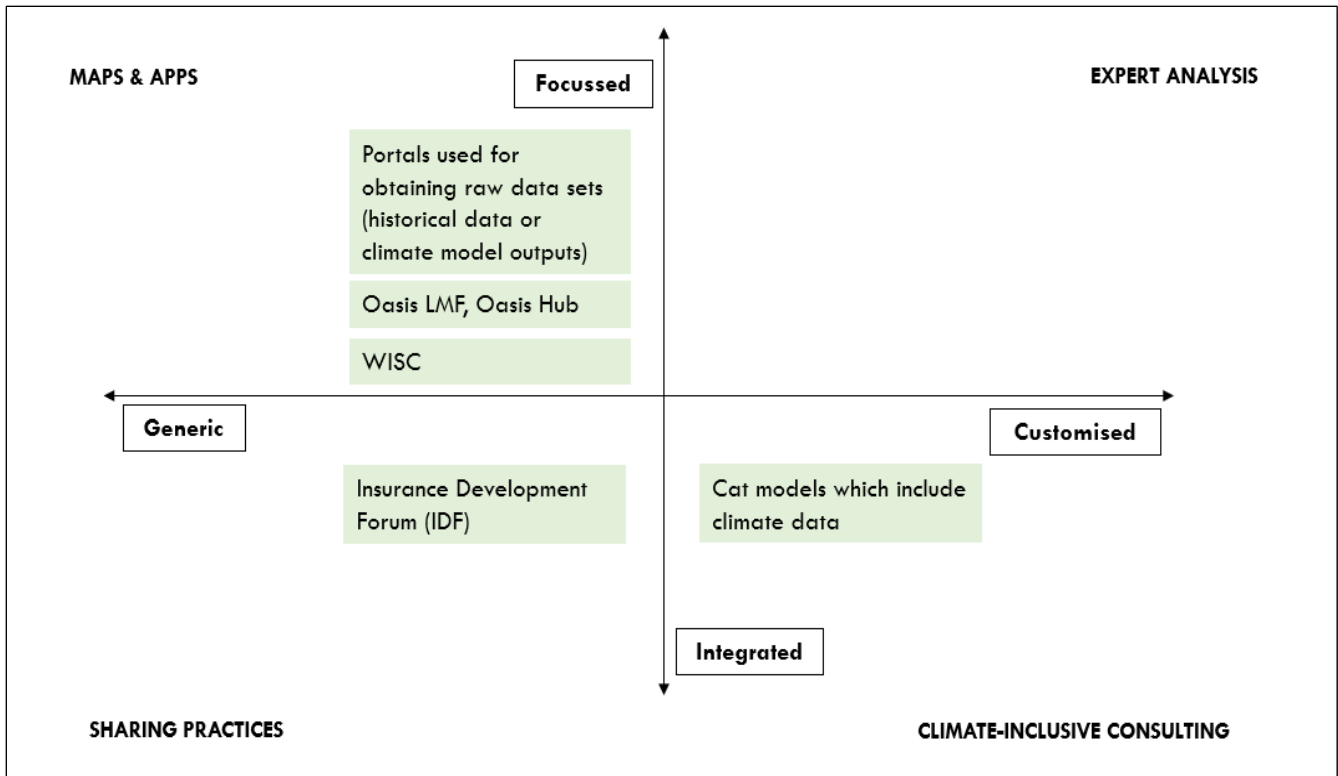 MAPS & APPS
Focussed
EXPERT ANALYSIS
Portals used for
obtaining raw data sets
(historical data or
climate model outputs)
Oasis LMF, Oasis Hub
WISC
Generic
Customised
Insurance Development
Forum (IDF)
Cat models which include
climate data
Integrated
SHARING PRACTICES
CLIMATE-INCLUSIVE CONSULTING